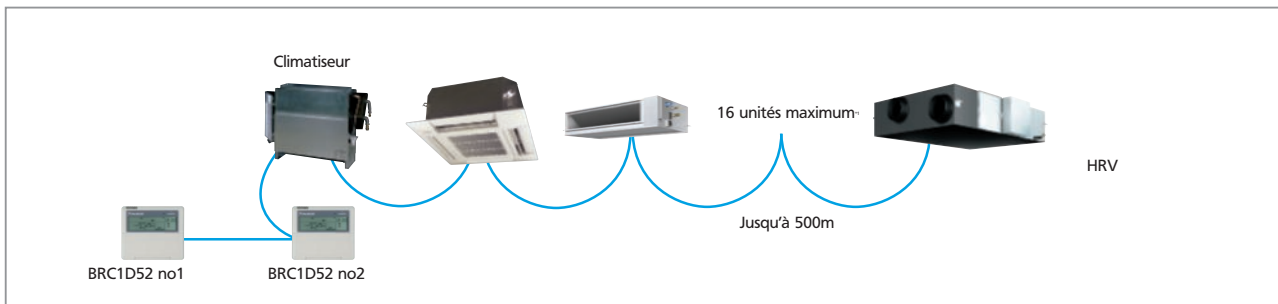 Climatiseur
16 unités maximum
HRV
Jusqu'à 500m
BRC1D52 no1
BRC1D52 no2